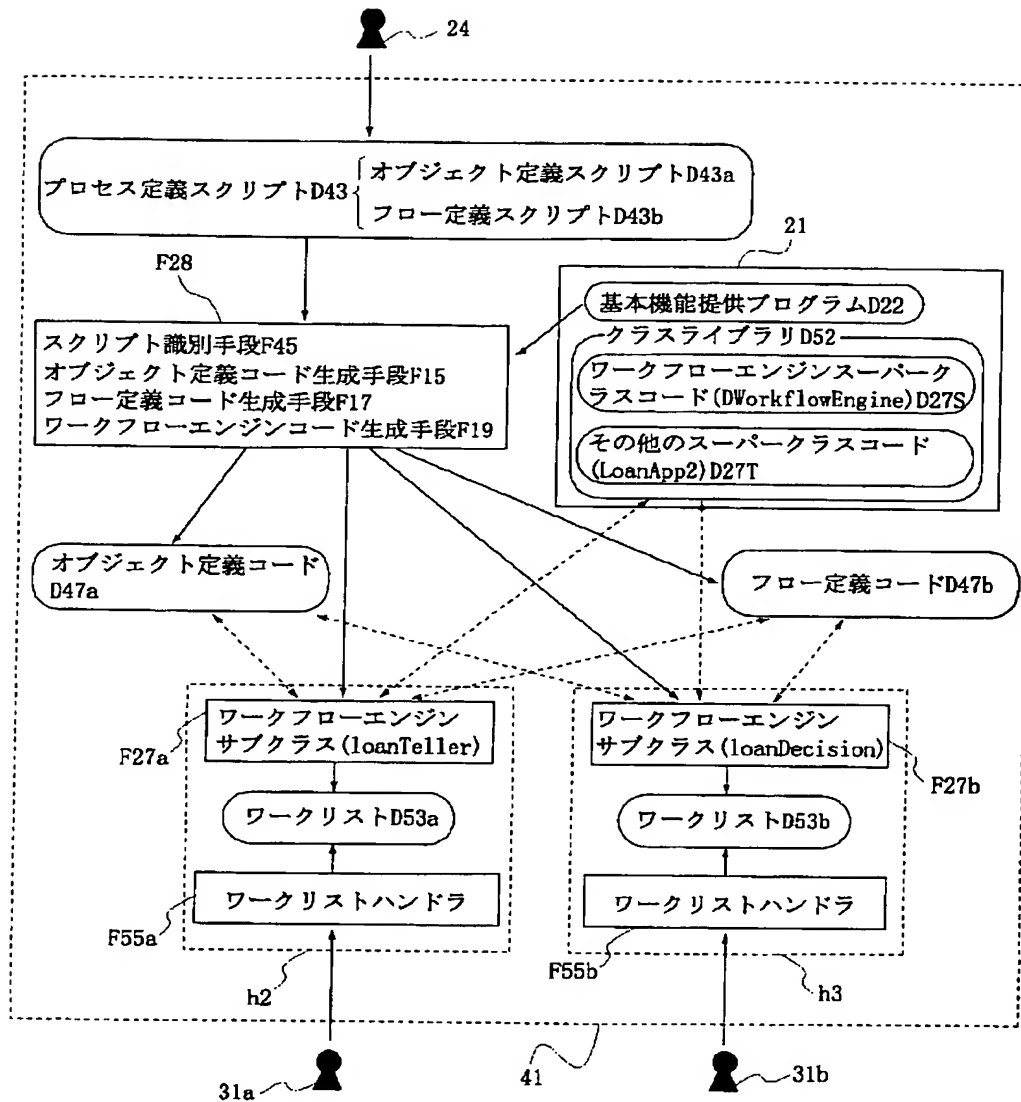 24
プロセス定義スクリプトD43
オブジェクト定義スクリプトD43a
フロー定義スクリプトD43b
21
F28
基本機能提供プログラムD22
クラスライブラリD52
ワークフローエンジンスーパーク
ラスコード(DWorkflowEngine)D27S
その他のスーパークラスコード
(LoanApp2)D27T
スクリプト識別手段F45
オブジェクト定義コード生成手段F15
フロー定義コード生成手段F17
ワークフローエンジンコード生成手段F19
オブジェクト定義コード
D47a
フロー定義コードD47b
ワークフローエンジン
サブクラス(loanTeller)
F27a
ワークリストD53a
ワークリストハンドラ
F55a
h2
ワークフローエンジン
サブクラス(loanDecision)
F27b
ワークリストD53b
ワークリストハンドラ
F55b
h3
41
31a
31b